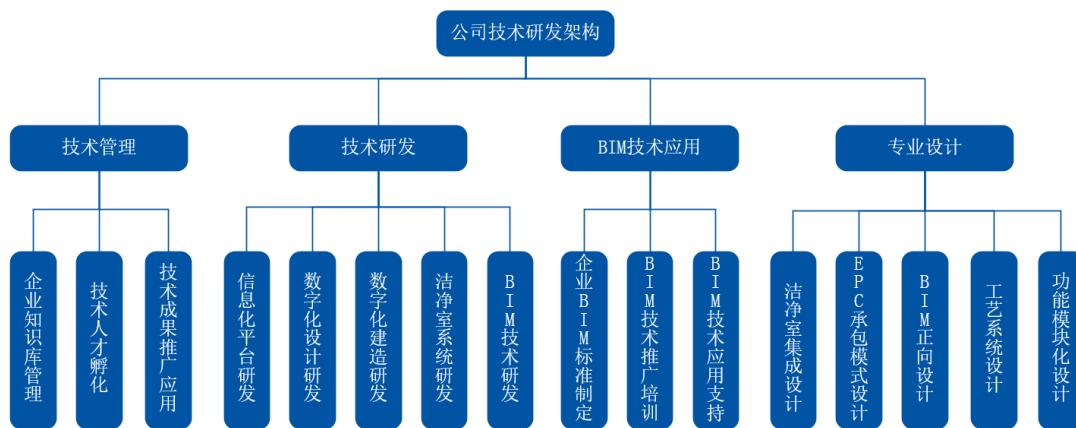 公司技术研发架构
技术管理
技术研发
BIM技术应用
专业设计
企业知识库管理
技术人才孵化
技术成果推广应用
信息化平台研发
数字化设计研发
数字化建造研发
洁净室系统研发
BIM技术研发
企业BIM标准制定
BIM技术推广培训
BIM技术应用支持
洁净室集成设计
EPC承包模式设计
BIM正向设计
工艺系统设计
功能模块化设计